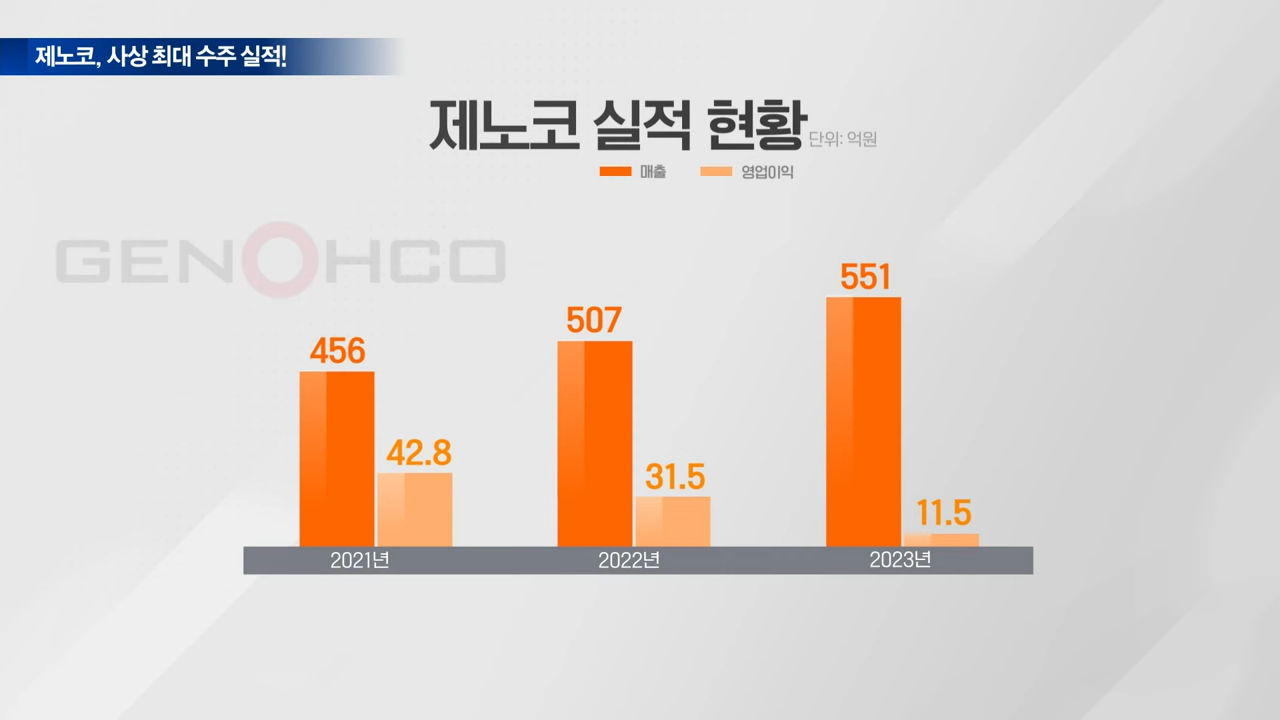 제노코, 사상 최대 수주 실적!
제노코 실적 현황 단위: 억원
매출 영업이익
GENOHCO
551
507
456
42.8
31.5
11.5
2021년 2022년 2023년